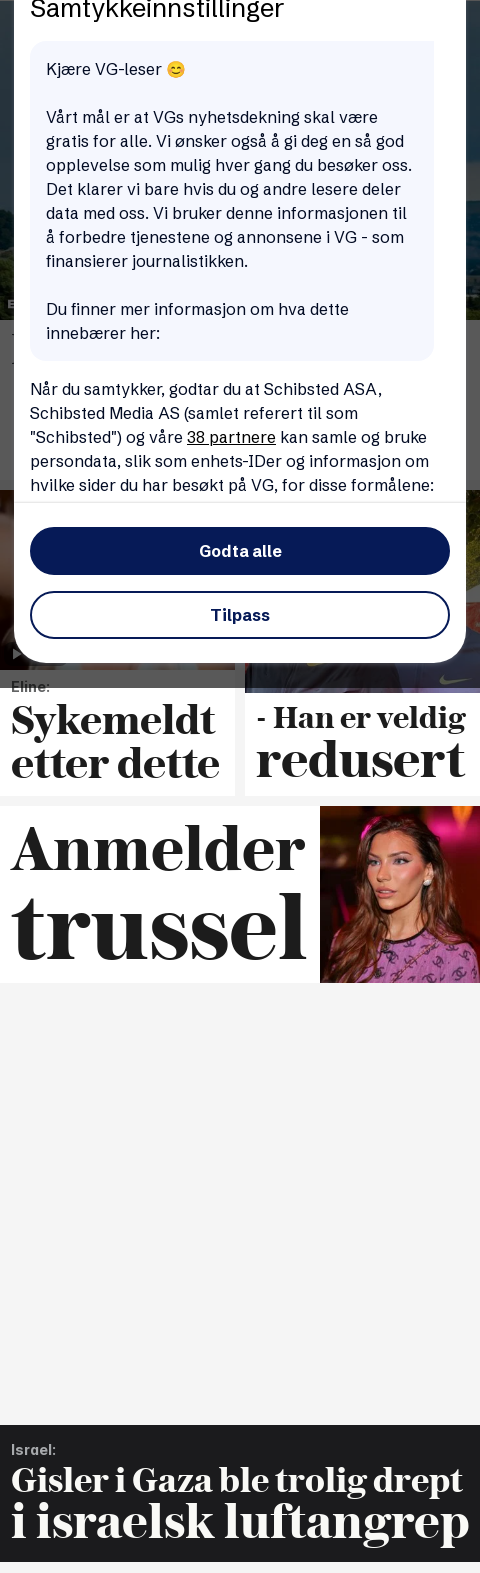 Samtykkeinnstillinger
Kjære VG-leser 😊
Vårt mål er at VGs nyhetsdekning skal være
gratis for alle. Vi ønsker også å gi deg en så god
opplevelse som mulig hver gang du besøker oss.
Det klarer vi bare hvis du og andre lesere deler
data med oss. Vi bruker denne informasjonen til
å forbedre tjenestene og annonsene i VG - som
finansierer journalistikken.
Du finner mer informasjon om hva dette
innebærer her:
Når du samtykker, godtar du at Schibsted ASA,
Schibsted Media AS (samlet referert til som
"Schibsted") og våre 38 partnere kan samle og bruke
persondata, slik som enhets-IDer og informasjon om
hvilke sider du har besøkt på VG, for disse formålene:
Godta alle
Tilpass
Eline:
Sykemeldt
etter dette
- Han er veldig
redusert
Anmelder
trussel
Israel:
Gisler i Gaza ble trolig drept
i israelsk luftangrep